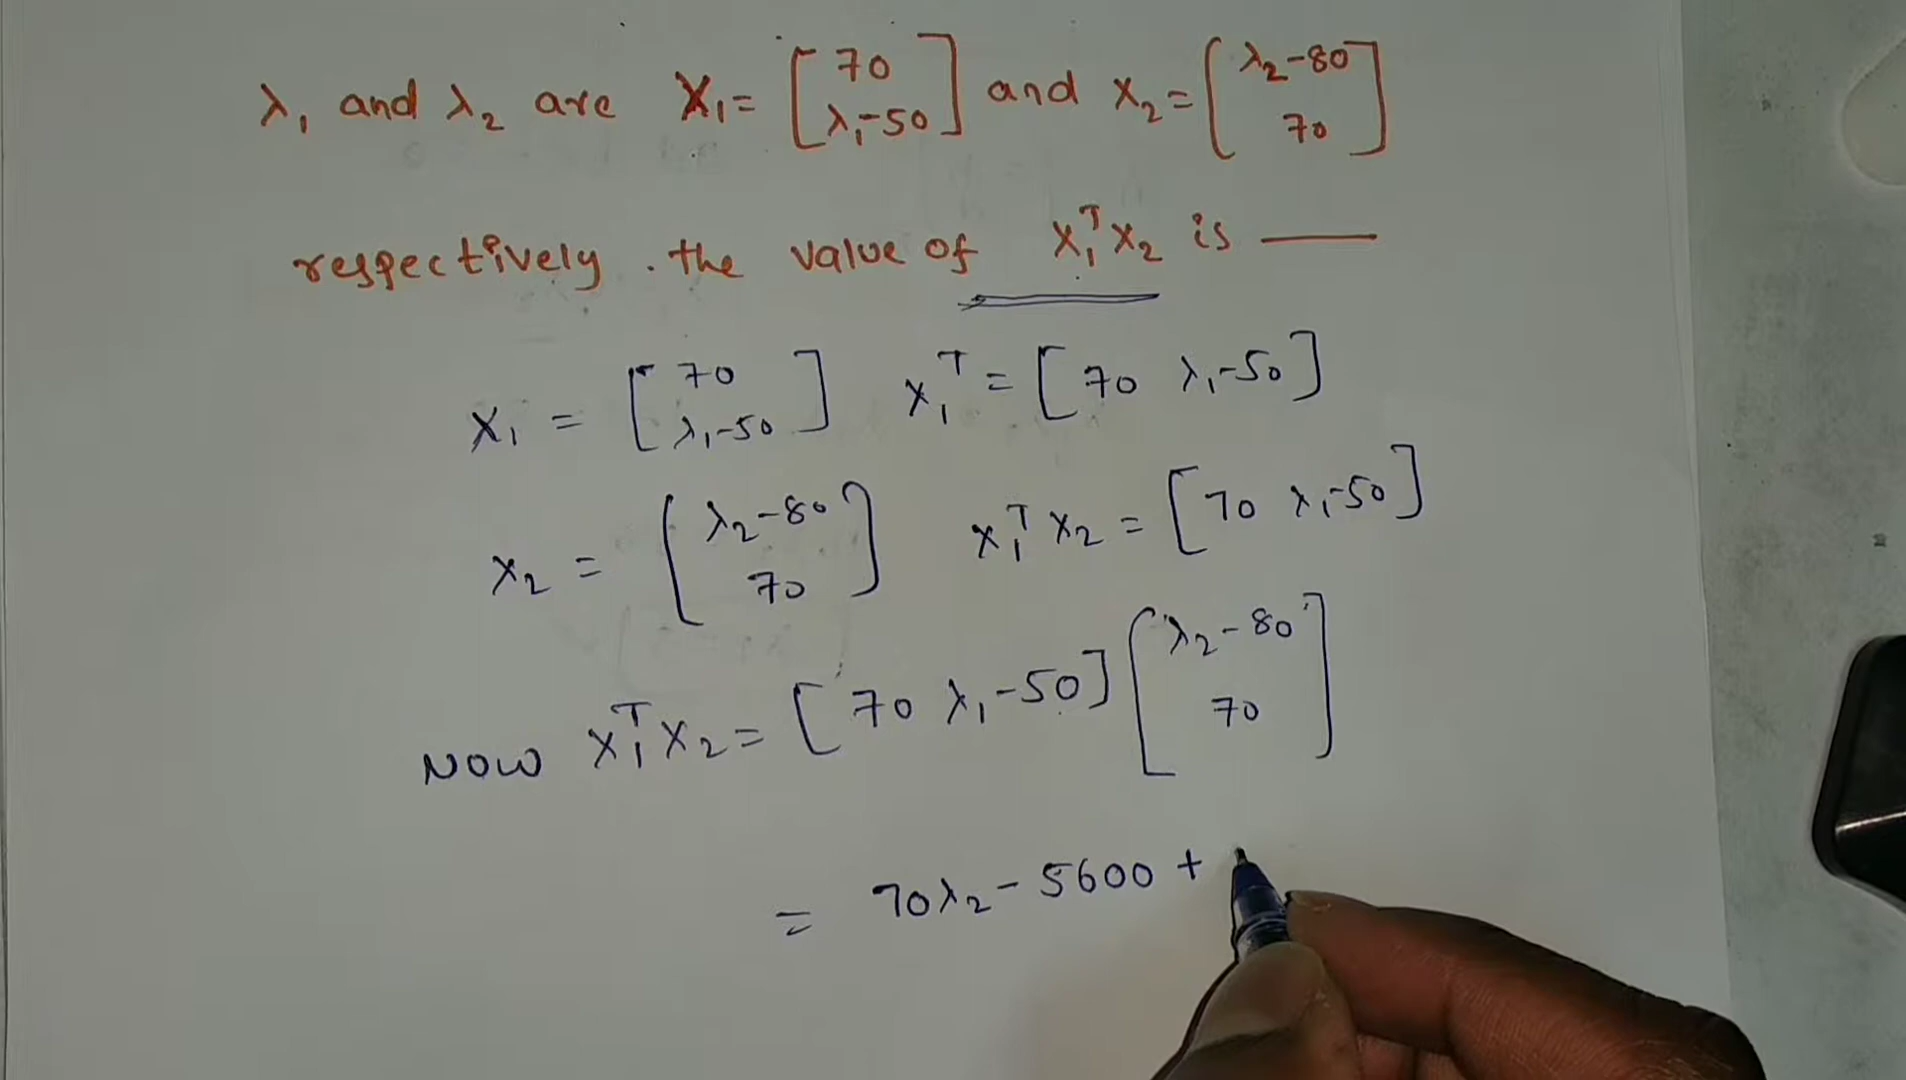 λ₁ and λ₂ are X₁ = [70 λ₁-50] and X₂ = [λ₂-80 70]
respectively. the value of X₁ᵀX₂ is ——
X₁ = [70 λ₁-50] X₁ᵀ = [70 λ₁-50]
X₂ = [λ₂-80 70] X₁ᵀX₂ = [70 λ₁-50]
NOW X₁ᵀX₂ = [70 λ₁-50] [λ₂-80 70]
= 70λ₂ - 5600 +